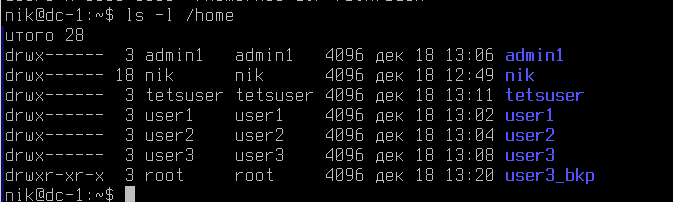 nik@dc-1:~$ ls -l /home
итого 28
drwx------  3 admin1   admin1   4096 дек 18 13:06 admin1
drwx------ 18 nik      nik      4096 дек 18 12:49 nik
drwx------  3 tetsuser tetsuser 4096 дек 18 13:11 tetsuser
drwx------  3 user1    user1    4096 дек 18 13:02 user1
drwx------  3 user2    user2    4096 дек 18 13:04 user2
drwx------  3 user3    user3    4096 дек 18 13:08 user3
drwxr-xr-x  3 root     root     4096 дек 18 13:20 user3_bkp
nik@dc-1:~$